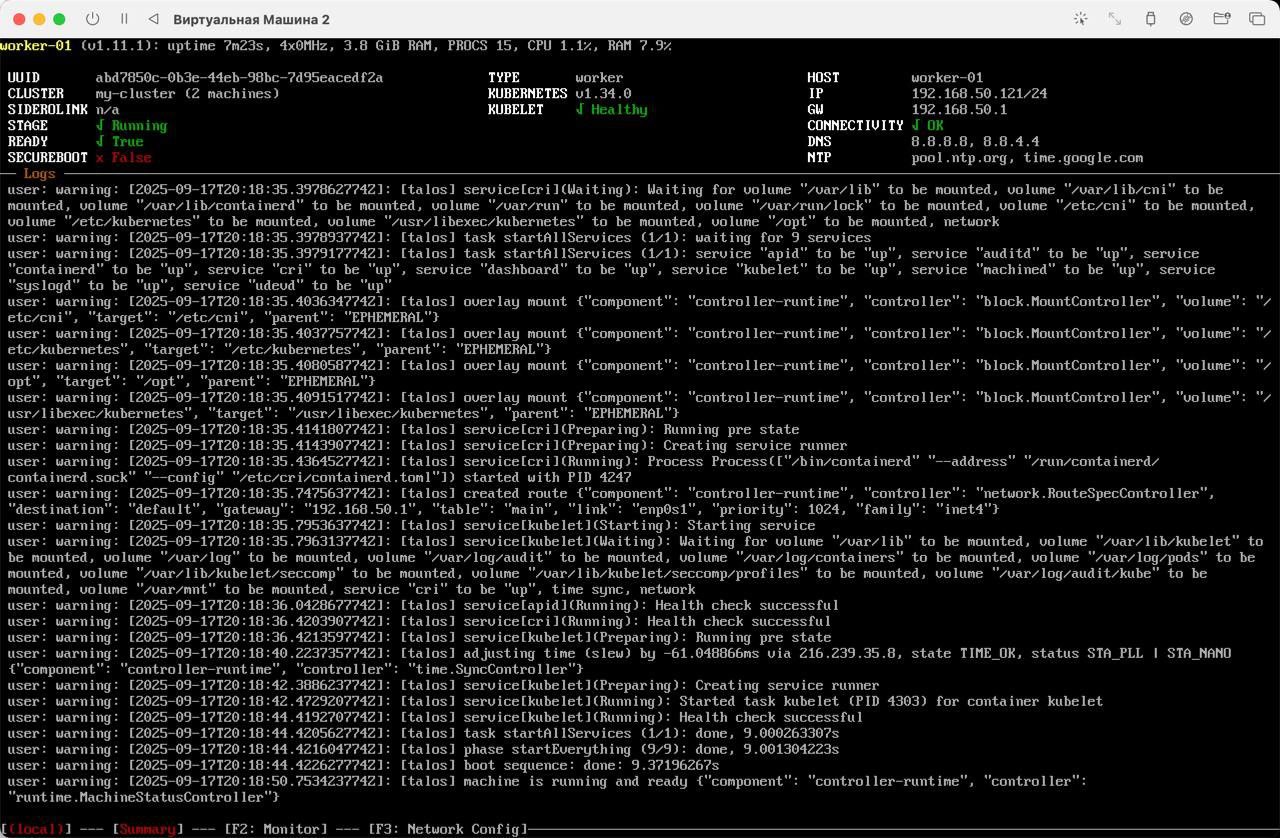 Виртуальная Машина 2
worker-01 (v1.11.1): uptime 7m23s, 4x0MHz, 3.8 GiB RAM, PROCS 15, CPU 1.1%, RAM 7.9%
UUID abd7850c-0b3e-44eb-98bc-7d95eacedf2a TYPE worker HOST worker-01
CLUSTER my-cluster (2 machines) KUBERNETES v1.34.0 IP 192.168.50.121/24
SIDEROLINK n/a KUBELET √ Healthy GW 192.168.50.1
STAGE √ Running CONNECTIVITY √ OK
READY √ True DNS 8.8.8.8, 8.8.4.4
SECUREBOOT × False NTP pool.ntp.org, time.google.com
Logs
user: warning: [2025-09-17T20:18:35.397862774Z]: [talos] service[cri](Waiting): Waiting for volume "/var/lib" to be mounted, volume "/var/lib/cni" to be
mounted, volume "/var/lib/containerd" to be mounted, volume "/var/run" to be mounted, volume "/var/run/lock" to be mounted, volume "/etc/cni" to be mounted,
volume "/etc/kubernetes" to be mounted, volume "/usr/libexec/kubernetes" to be mounted, volume "/opt" to be mounted, network
user: warning: [2025-09-17T20:18:35.397893774Z]: [talos] task startAllServices (1/1): waiting for 9 services
user: warning: [2025-09-17T20:18:35.397917774Z]: [talos] task startAllServices (1/1): service "apid" to be "up", service "auditd" to be "up", service
"containerd" to be "up", service "cri" to be "up", service "dashboard" to be "up", service "kubelet" to be "up", service "machined" to be "up", service
"syslogd" to be "up", service "udevd" to be "up"
user: warning: [2025-09-17T20:18:35.403634774Z]: [talos] overlay mount {"component": "controller-runtime", "controller": "block.MountController", "volume": "/
etc/cni", "target": "/etc/cni", "parent": "EPHEMERAL"}
user: warning: [2025-09-17T20:18:35.403775774Z]: [talos] overlay mount {"component": "controller-runtime", "controller": "block.MountController", "volume": "/
etc/kubernetes", "target": "/etc/kubernetes", "parent": "EPHEMERAL"}
user: warning: [2025-09-17T20:18:35.408058774Z]: [talos] overlay mount {"component": "controller-runtime", "controller": "block.MountController", "volume": "/
opt", "target": "/opt", "parent": "EPHEMERAL"}
user: warning: [2025-09-17T20:18:35.409151774Z]: [talos] overlay mount {"component": "controller-runtime", "controller": "block.MountController", "volume": "/
usr/libexec/kubernetes", "target": "/usr/libexec/kubernetes", "parent": "EPHEMERAL"}
user: warning: [2025-09-17T20:18:35.414180774Z]: [talos] service[cri](Preparing): Running pre state
user: warning: [2025-09-17T20:18:35.414390774Z]: [talos] service[cri](Preparing): Creating service runner
user: warning: [2025-09-17T20:18:35.436452774Z]: [talos] service[cri](Running): Process Process(["/bin/containerd" "--address" "/run/containerd/
containerd.sock" "--config" "/etc/cri/containerd.toml"]) started with PID 4247
user: warning: [2025-09-17T20:18:35.747563774Z]: [talos] created route {"component": "controller-runtime", "controller": "network.RouteSpecController",
"destination": "default", "gateway": "192.168.50.1", "table": "main", "link": "enp0s1", "priority": 1024, "family": "inet4"}
user: warning: [2025-09-17T20:18:35.795363774Z]: [talos] service[kubelet](Starting): Starting service
user: warning: [2025-09-17T20:18:35.796313774Z]: [talos] service[kubelet](Waiting): Waiting for volume "/var/lib" to be mounted, volume "/var/lib/kubelet" to
be mounted, volume "/var/log" to be mounted, volume "/var/log/audit" to be mounted, volume "/var/log/containers" to be mounted, volume "/var/log/pods" to be
mounted, volume "/var/lib/kubelet/seccomp" to be mounted, volume "/var/lib/kubelet/seccomp/profiles" to be mounted, volume "/var/log/audit/kube" to be
mounted, volume "/var/mnt" to be mounted, service "cri" to be "up", time sync, network
user: warning: [2025-09-17T20:18:36.042867774Z]: [talos] service[apid](Running): Health check successful
user: warning: [2025-09-17T20:18:36.420390774Z]: [talos] service[cri](Running): Health check successful
user: warning: [2025-09-17T20:18:36.421359774Z]: [talos] service[kubelet](Preparing): Running pre state
user: warning: [2025-09-17T20:18:40.223735774Z]: [talos] adjusting time (slew) by -61.048866ms via 216.239.35.8, state TIME_OK, status STA_PLL | STA_NANO
{"component": "controller-runtime", "controller": "time.SyncController"}
user: warning: [2025-09-17T20:18:42.388623774Z]: [talos] service[kubelet](Preparing): Creating service runner
user: warning: [2025-09-17T20:18:42.472920774Z]: [talos] service[kubelet](Running): Started task kubelet (PID 4303) for container kubelet
user: warning: [2025-09-17T20:18:44.419270774Z]: [talos] service[kubelet](Running): Health check successful
user: warning: [2025-09-17T20:18:44.420562774Z]: [talos] task startAllServices (1/1): done, 9.000263307s
user: warning: [2025-09-17T20:18:44.421604774Z]: [talos] phase startEverything (9/9): done, 9.001304223s
user: warning: [2025-09-17T20:18:44.422627774Z]: [talos] boot sequence: done: 9.37196267s
user: warning: [2025-09-17T20:18:50.753423774Z]: [talos] machine is running and ready {"component": "controller-runtime", "controller":
"runtime.MachineStatusController"}
[(local)] --- [Summary] --- [F2: Monitor] --- [F3: Network Config]